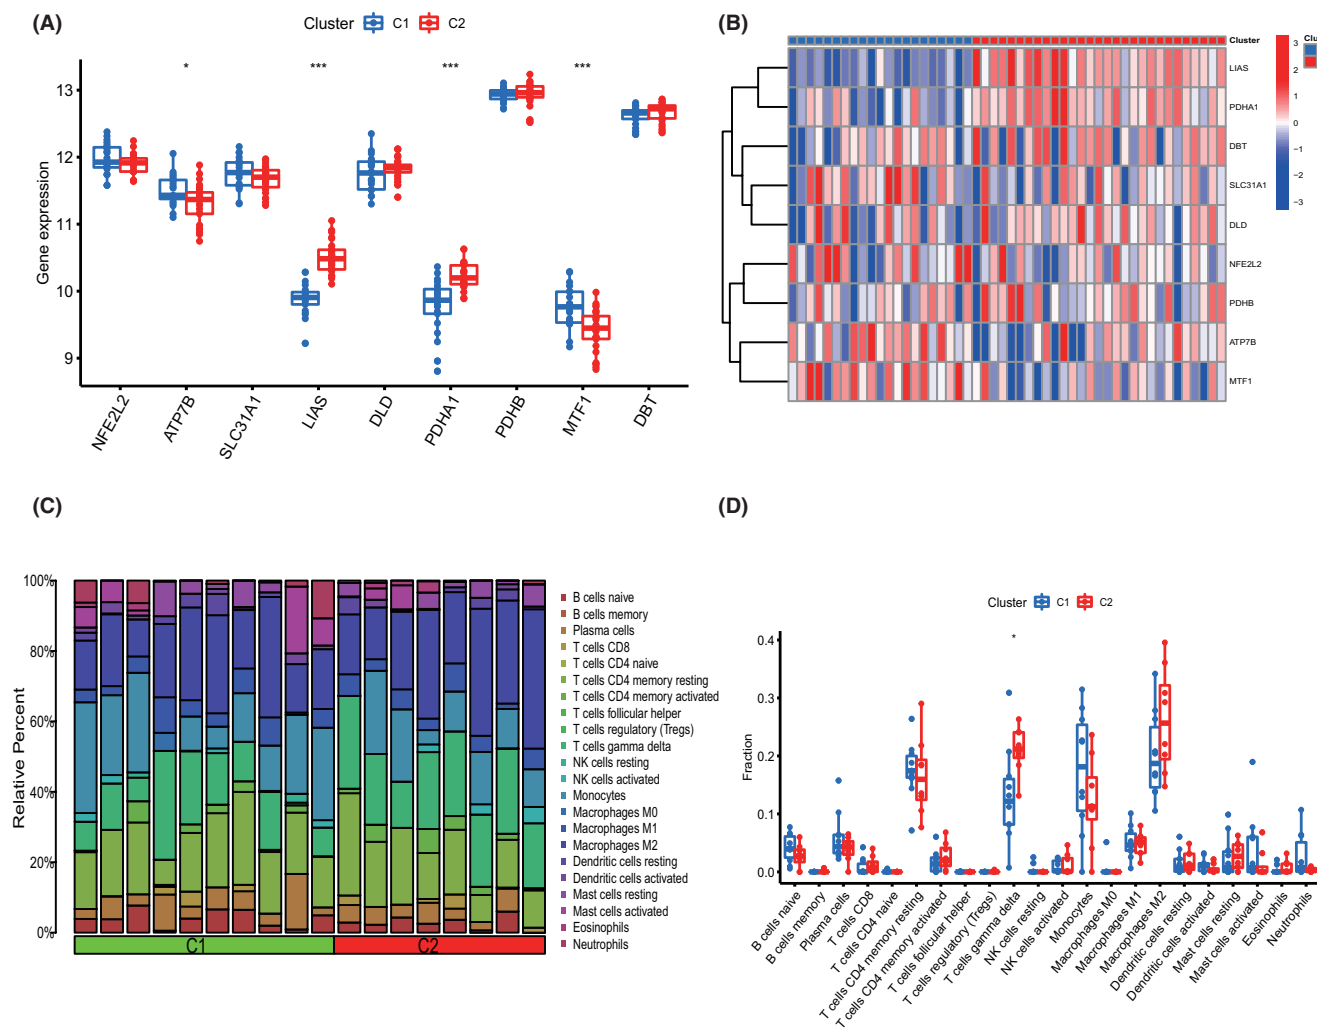 (A)
Cluster C1 C2
* *** *** ***
Gene expression
13
12
11
10
9
NFE2L2
ATP7B
SLC31A1
LIAS
DLD
PDHA1
PDHB
MTF1
DBT
(B)
Cluster
LIAS
PDHA1
DBT
SLC31A1
DLD
NFE2L2
PDHB
ATP7B
MTF1
3
2
1
0
−1
−2
−3
Clu
(C)
Relative Percent
100%
80%
60%
40%
20%
0%
C1 C2
B cells naive
B cells memory
Plasma cells
T cells CD8
T cells CD4 naive
T cells CD4 memory resting
T cells CD4 memory activated
T cells follicular helper
T cells regulatory (Tregs)
T cells gamma delta
NK cells resting
NK cells activated
Monocytes
Macrophages M0
Macrophages M1
Macrophages M2
Dendritic cells resting
Dendritic cells activated
Mast cells resting
Mast cells activated
Eosinophils
Neutrophils
(D)
Cluster C1 C2
*
Fraction
0.4
0.3
0.2
0.1
0.0
B cells naive
B cells memory
Plasma cells
T cells CD8
T cells CD4 naive
T cells CD4 memory resting
T cells CD4 memory activated
T cells follicular helper
T cells regulatory (Tregs)
T cells gamma delta
NK cells resting
NK cells activated
Monocytes
Macrophages M0
Macrophages M1
Macrophages M2
Dendritic cells resting
Dendritic cells activated
Mast cells resting
Mast cells activated
Eosinophils
Neutrophils